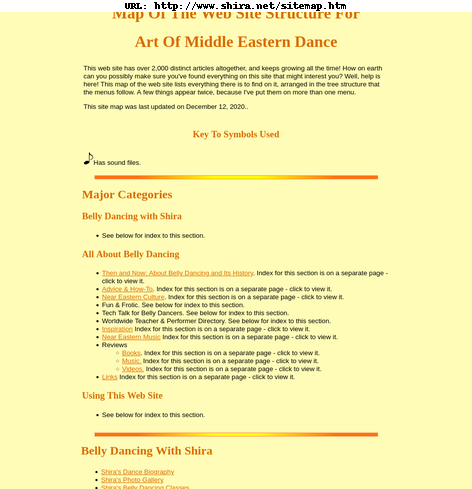 URL: http://www.shira.net/sitemap.htm
Map Of The Web Site Structure For
Art Of Middle Eastern Dance
This web site has over 2,000 distinct articles altogether, and keeps growing all the time! How on earth
can you possibly make sure you've found everything on this site that might interest you? Well, help is
here! This map of the web site lists everything there is to find on it, arranged in the tree structure that
the menus follow. A few things appear twice, because I've put them on more than one menu.
This site map was last updated on December 12, 2020..
Key To Symbols Used
Has sound files.
Major Categories
Belly Dancing with Shira
See below for index to this section.
All About Belly Dancing
Then and Now: About Belly Dancing and Its History. Index for this section is on a separate page -
click to view it.
Advice & How-To. Index for this section is on a separate page - click to view it.
Near Eastern Culture. Index for this section is on a separate page - click to view it.
Fun & Frolic. See below for index to this section.
Tech Talk for Belly Dancers. See below for index to this section.
Worldwide Teacher & Performer Directory. See below for index to this section.
Inspiration Index for this section is on a separate page - click to view it.
Near Eastern Music Index for this section is on a separate page - click to view it.
Reviews
Books. Index for this section is on a separate page - click to view it.
Music. Index for this section is on a separate page - click to view it.
Videos. Index for this section is on a separate page - click to view it.
Links Index for this section is on a separate page - click to view it.
Using This Web Site
See below for index to this section.
Belly Dancing With Shira
Shira's Dance Biography
Shira's Photo Gallery
Shira's Belly Dancing Classes